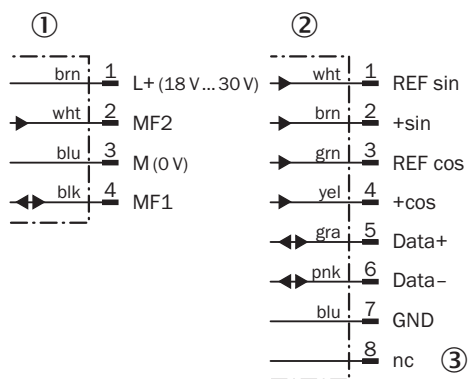 ① ②
brn 1 L+ (18 V... 30 V)
wht 2 MF2
blu 3 M (0 V)
blk 4 MF1
wht 1 REF sin
brn 2 +sin
grn 3 REF cos
yel 4 +cos
gra 5 Data+
pnk 6 Data–
blu 7 GND
8 nc ③